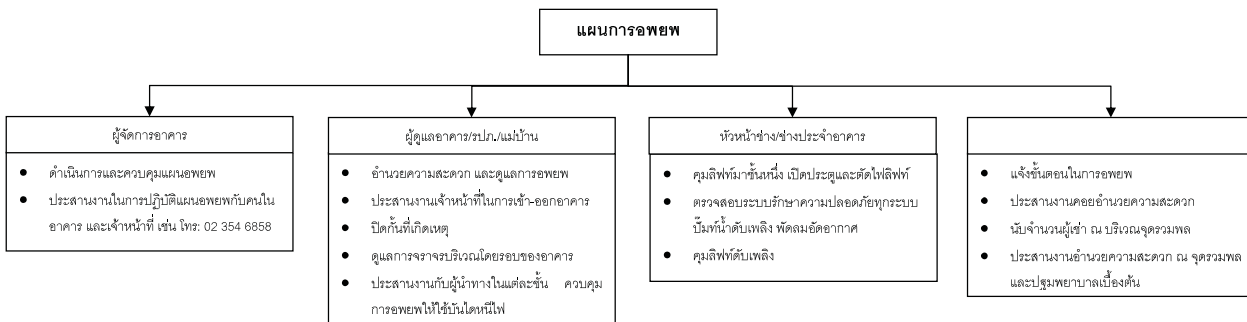 แผนการอพยพ
ผู้จัดการอาคาร
● ดำเนินการและควบคุมแผนอพยพ
● ประสานงานในการปฏิบัติแผนอพยพกับคนใน
อาคาร และเจ้าหน้าที่ เช่น โทร: 02 354 6858
ผู้ดูแลอาคาร/รปภ./แม่บ้าน
● อำนวยความสะดวก และดูแลการอพยพ
● ประสานงานเจ้าหน้าที่ในการเข้า-ออกอาคาร
● ปิดกั้นที่เกิดเหตุ
● ดูแลการจราจรบริเวณโดยรอบของอาคาร
● ประสานงานกับผู้นำทางในแต่ละชั้น ควบคุม
การอพยพให้ใช้บันไดหนีไฟ
หัวหน้าช่าง/ช่างประจำอาคาร
● คุมลิฟท์มาชั้นหนึ่ง เปิดประตูและตัดไฟลิฟท์
● ตรวจสอบระบบรักษาความปลอดภัยทุกระบบ
ปั๊มท์น้ำดับเพลิง พัดลมอัดอากาศ
● คุมลิฟท์ดับเพลิง
● แจ้งขั้นตอนในการอพยพ
● ประสานงานคอยอำนวยความสะดวก
● นับจำนวนผู้เช่า ณ บริเวณจุดรวมพล
● ประสานงานอำนวยความสะดวก ณ จุดรวมพล
และปฐมพยาบาลเบื้องต้น